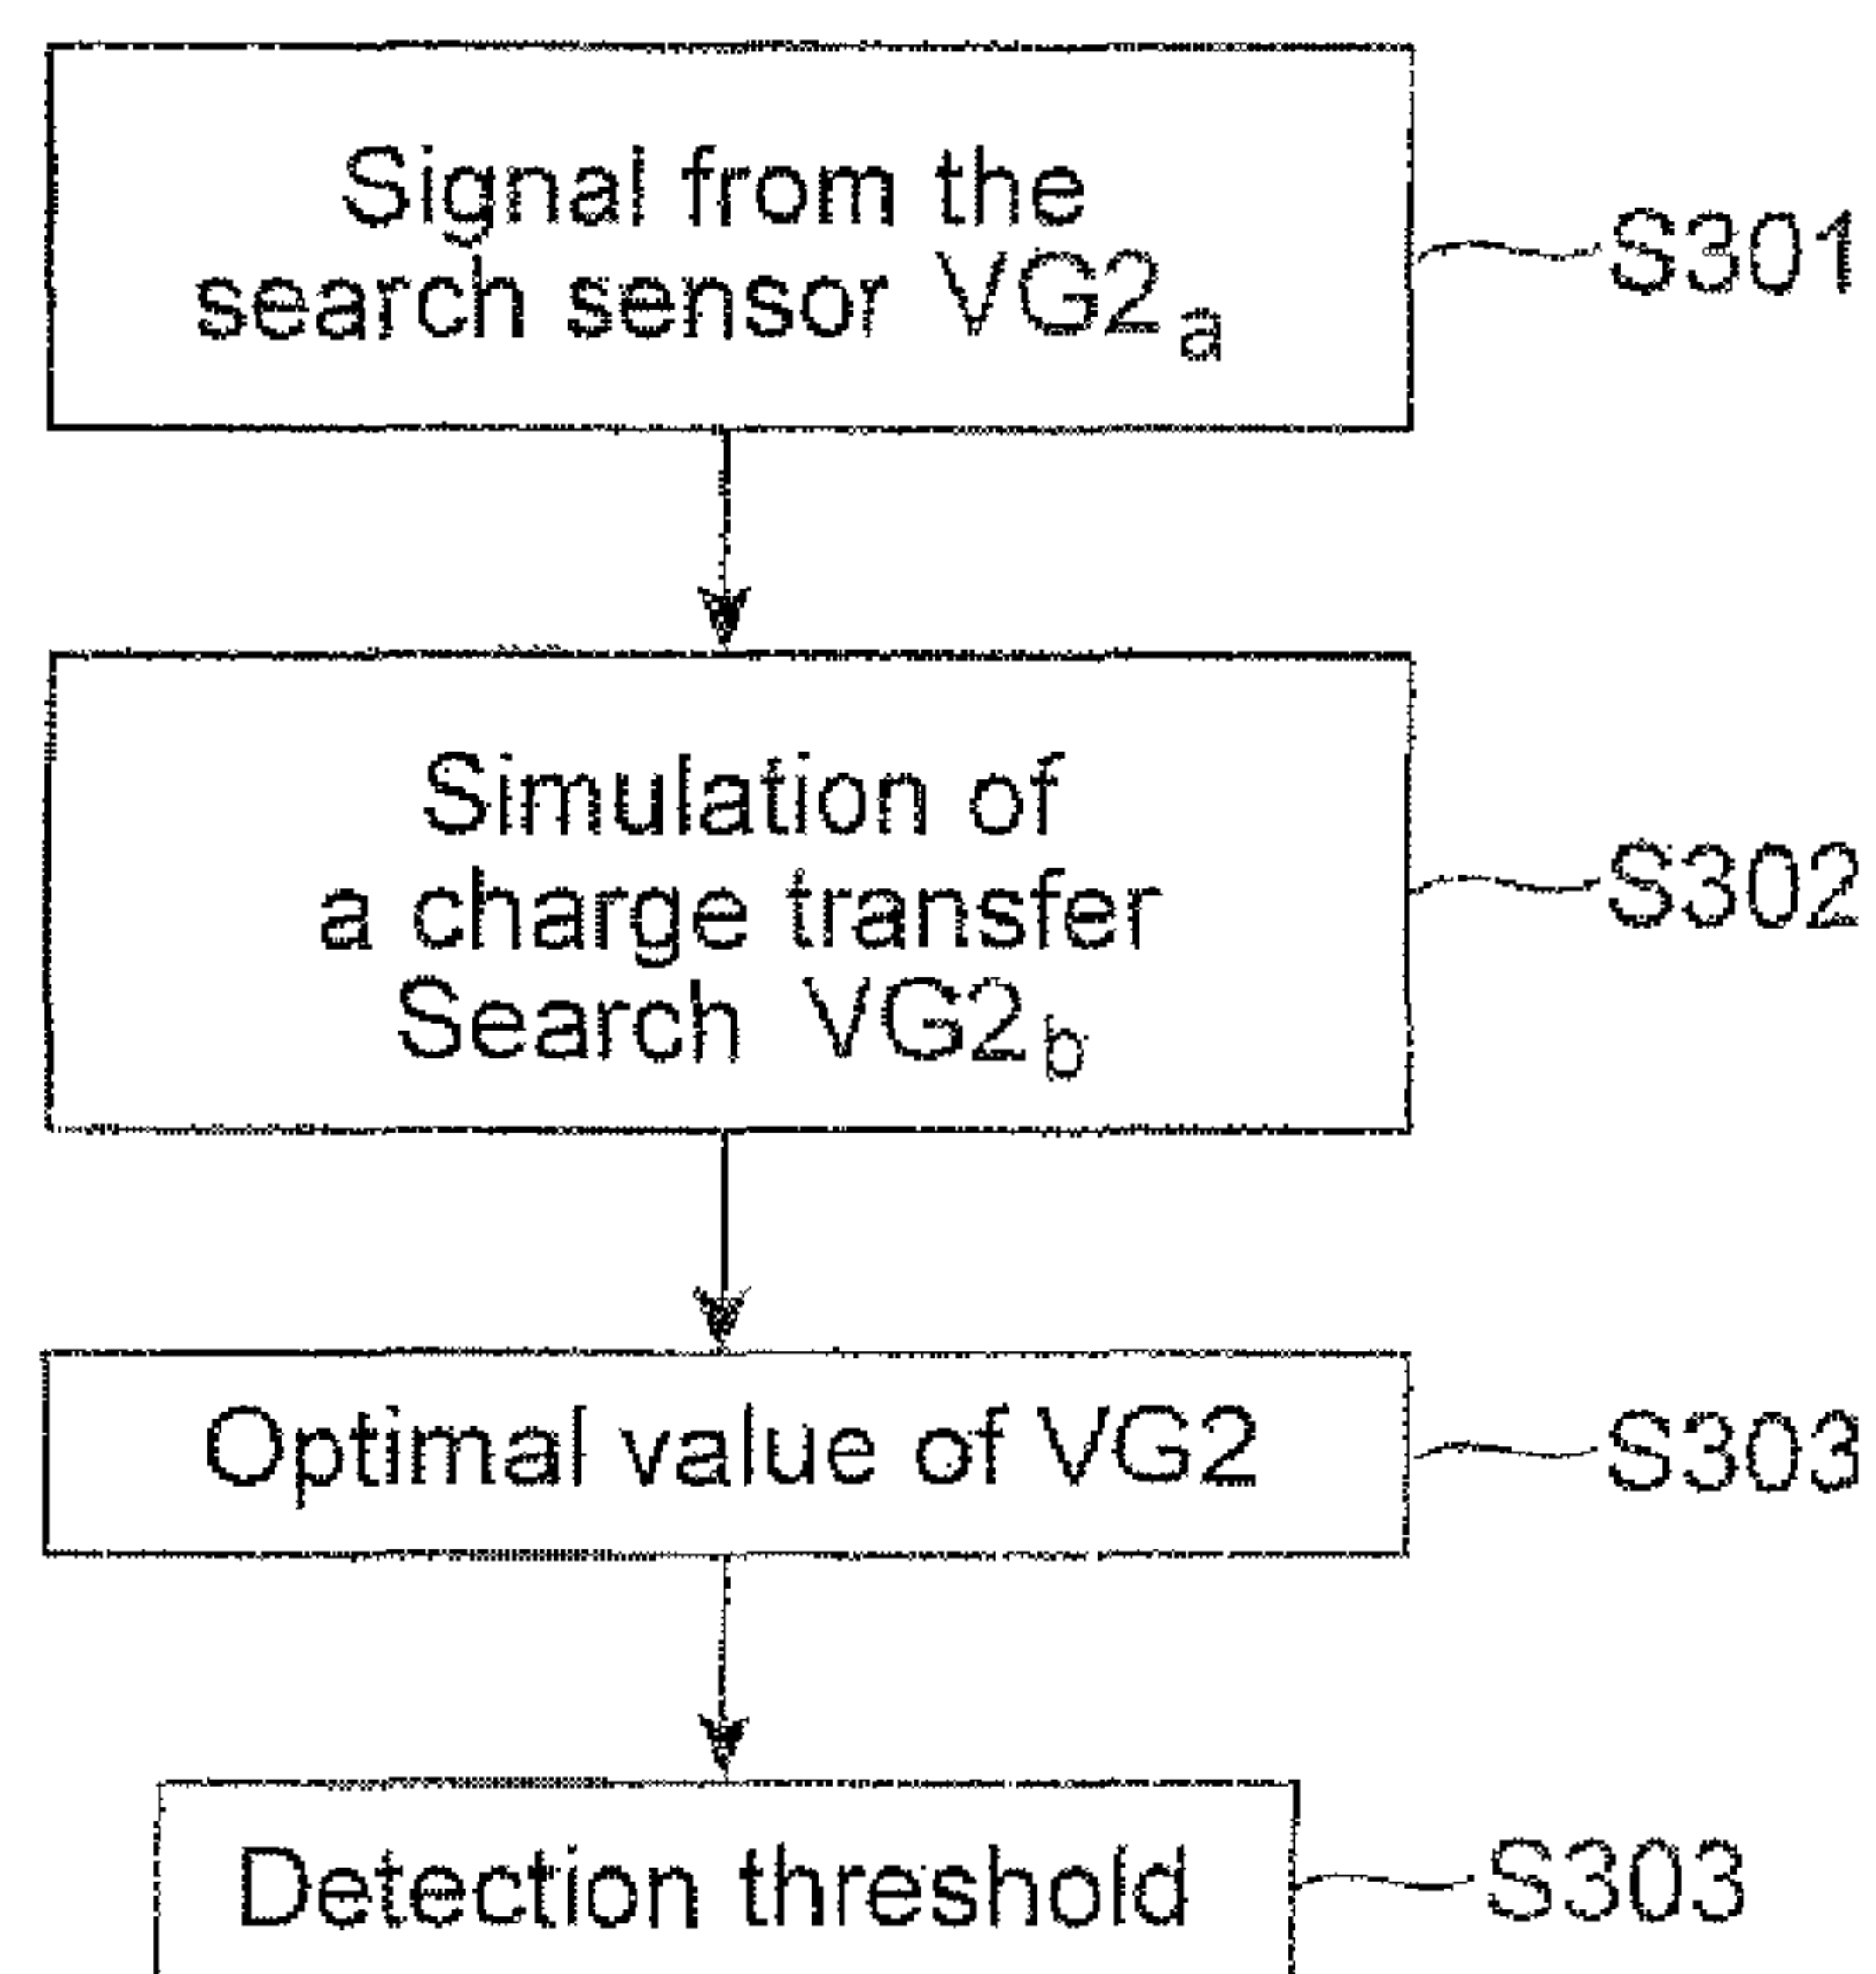 Signal from the
search sensor VG2a
S301
Simulation of
a charge transfer
Search VG2b
S302
Optimal value of VG2
S303
Detection threshold
S303